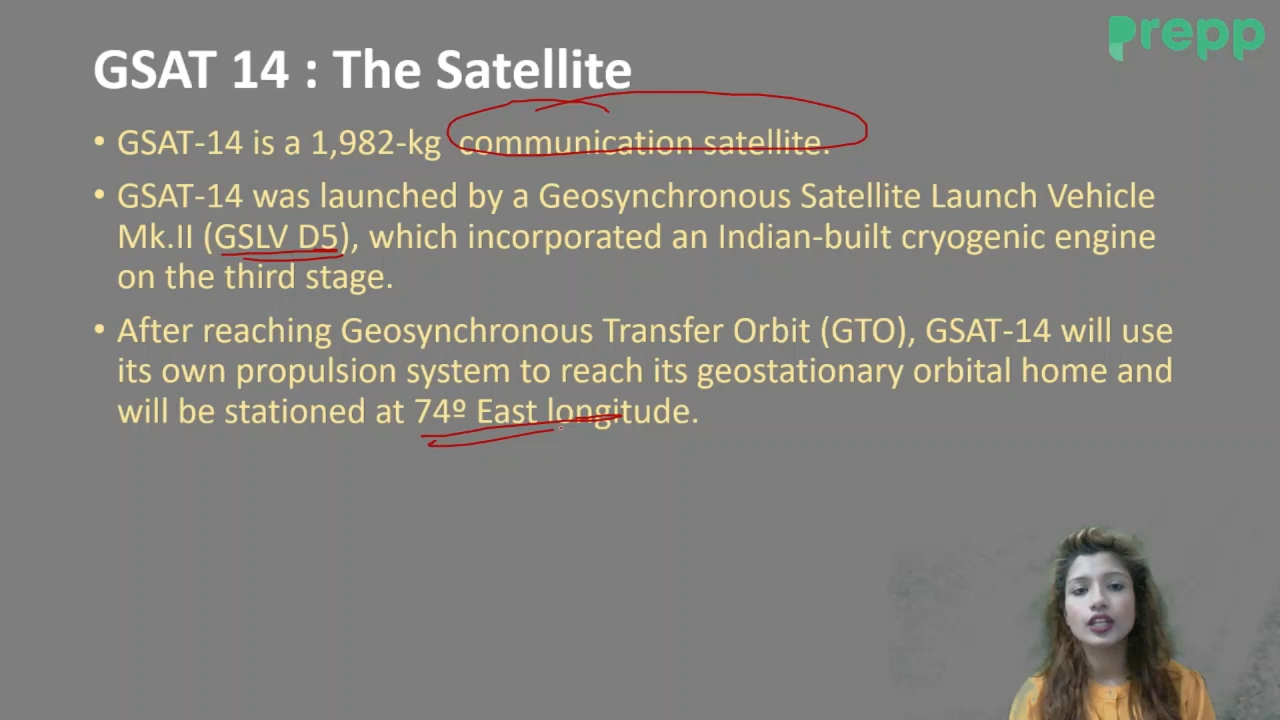 Prepp
GSAT 14 : The Satellite
• GSAT-14 is a 1,982-kg communication satellite.
• GSAT-14 was launched by a Geosynchronous Satellite Launch Vehicle
Mk.II (GSLV D5), which incorporated an Indian-built cryogenic engine
on the third stage.
• After reaching Geosynchronous Transfer Orbit (GTO), GSAT-14 will use
its own propulsion system to reach its geostationary orbital home and
will be stationed at 74º East longitude.